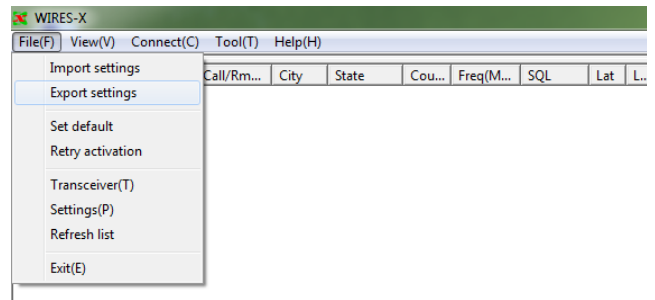 WIRES-X
File(F) View(V) Connect(C) Tool(T) Help(H)
Call/Rm... City State Cou... Freq(M... SQL Lat L..
Import settings
Export settings
Set default
Retry activation
Transceiver(T)
Settings(P)
Refresh list
Exit(E)